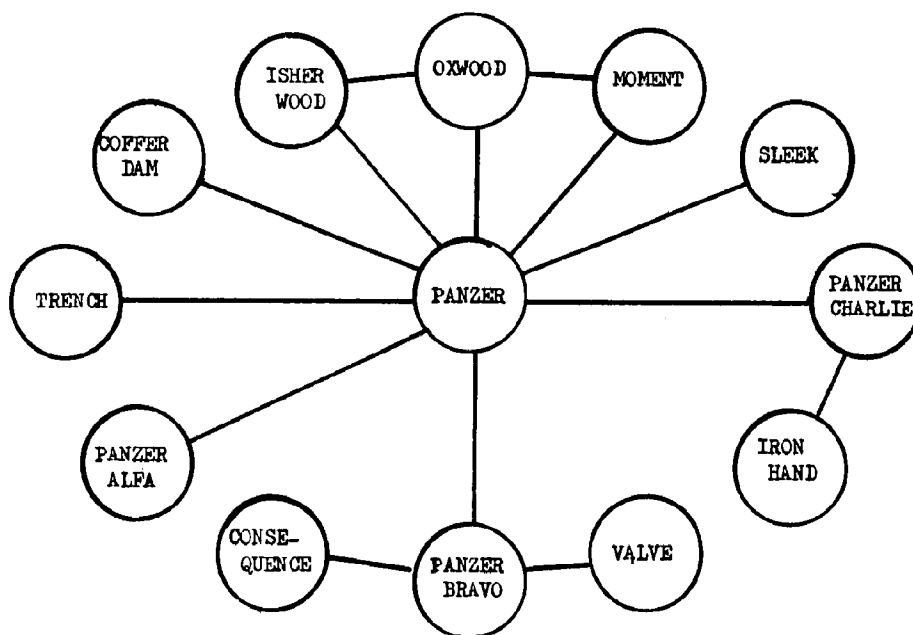 OXWOOD
ISHER
WOOD
MOMENT
COFFER
DAM
SLEEK
PANZER
TRENCH
PANZER
CHARLIE
PANZER
ALFA
IRON
HAND
CONSE-
QUENCE
PANZER
BRAVO
VALVE